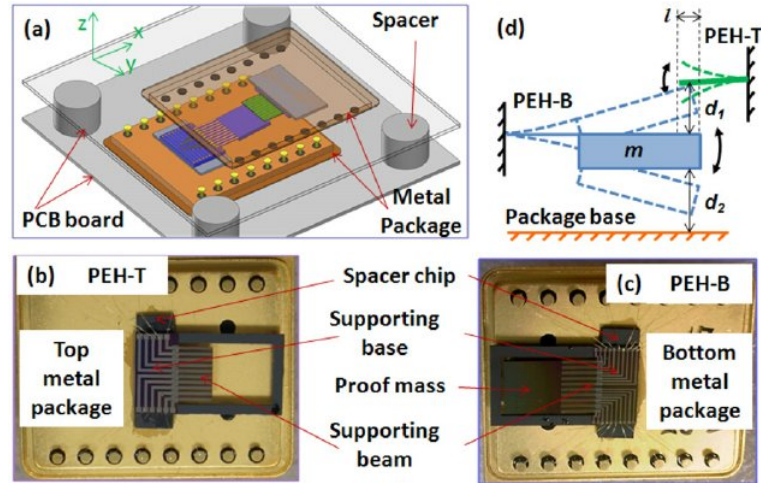 (a)
z
x
y
Spacer
PCB board
Metal
Package
(d)
l
PEH-T
PEH-B
d1
m
d2
Package base
(b)
PEH-T
Spacer chip
(c)
PEH-B
Supporting
base
Top
metal
package
Proof mass
Bottom
metal
package
Supporting
beam